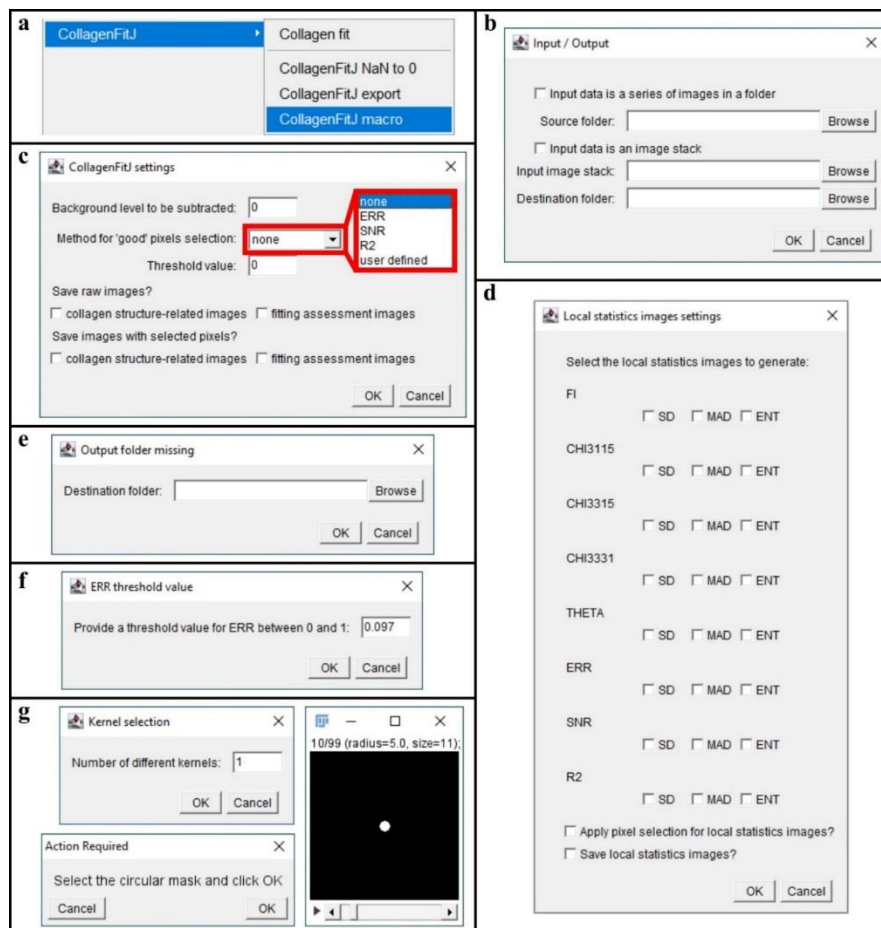 a
CollagenFitJ
Collagen fit
CollagenFitJ NaN to 0
CollagenFitJ export
CollagenFitJ macro
b
Input / Output
Input data is a series of images in a folder
Source folder: Browse
Input data is an image stack
Input image stack: Browse
Destination folder: Browse
OK Cancel
c
CollagenFitJ settings
Background level to be subtracted: 0
Method for 'good' pixels selection: none
none
ERR
SNR
R2
user defined
Threshold value: 0
Save raw images?
collagen structure-related images fitting assessment images
Save images with selected pixels?
collagen structure-related images fitting assessment images
OK Cancel
d
Local statistics images settings
Select the local statistics images to generate:
FI
SD MAD ENT
CHI3115
SD MAD ENT
CHI3315
SD MAD ENT
CHI3331
SD MAD ENT
THETA
SD MAD ENT
ERR
SD MAD ENT
SNR
SD MAD ENT
R2
SD MAD ENT
Apply pixel selection for local statistics images?
Save local statistics images?
OK Cancel
e
Output folder missing
Destination folder: Browse
OK Cancel
f
ERR threshold value
Provide a threshold value for ERR between 0 and 1: 0.097
OK Cancel
g
Kernel selection
Number of different kernels: 1
OK Cancel
Action Required
Select the circular mask and click OK
Cancel OK
10/99 (radius=5.0, size=11);